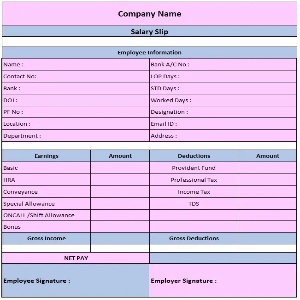 Company Name
Salary Slip
Employee Information
Name : Bank A/C No :
Contact No: LOP Days :
Bank : STD Days :
DOJ : Worked Days :
PF No : Designation :
Location : Email ID :
Department : Address :
Earnings Amount Deductions Amount
Basic Provident Fund
HRA Professional Tax
Conveyance Income Tax
Special Allowance TDS
ONCALL/Shift Allowance
Bonus
Gross Income Gross Deductions
NET PAY
Employee Signature : Employer Signature :